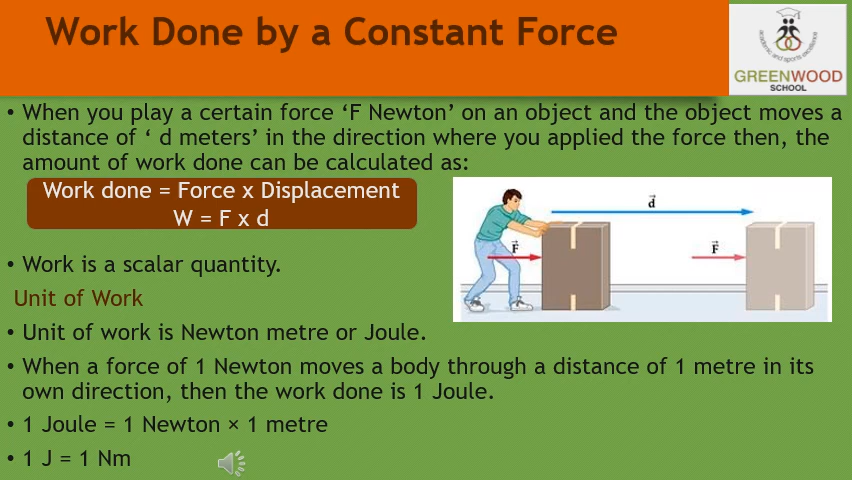 Work Done by a Constant Force
academic and sports excellence
GREENWOOD
SCHOOL
• When you play a certain force ‘F Newton’ on an object and the object moves a
distance of ‘ d meters’ in the direction where you applied the force then, the
amount of work done can be calculated as:
Work done = Force x Displacement
W = F x d
d
F
F
• Work is a scalar quantity.
Unit of Work
• Unit of work is Newton metre or Joule.
• When a force of 1 Newton moves a body through a distance of 1 metre in its
own direction, then the work done is 1 Joule.
• 1 Joule = 1 Newton × 1 metre
• 1 J = 1 Nm